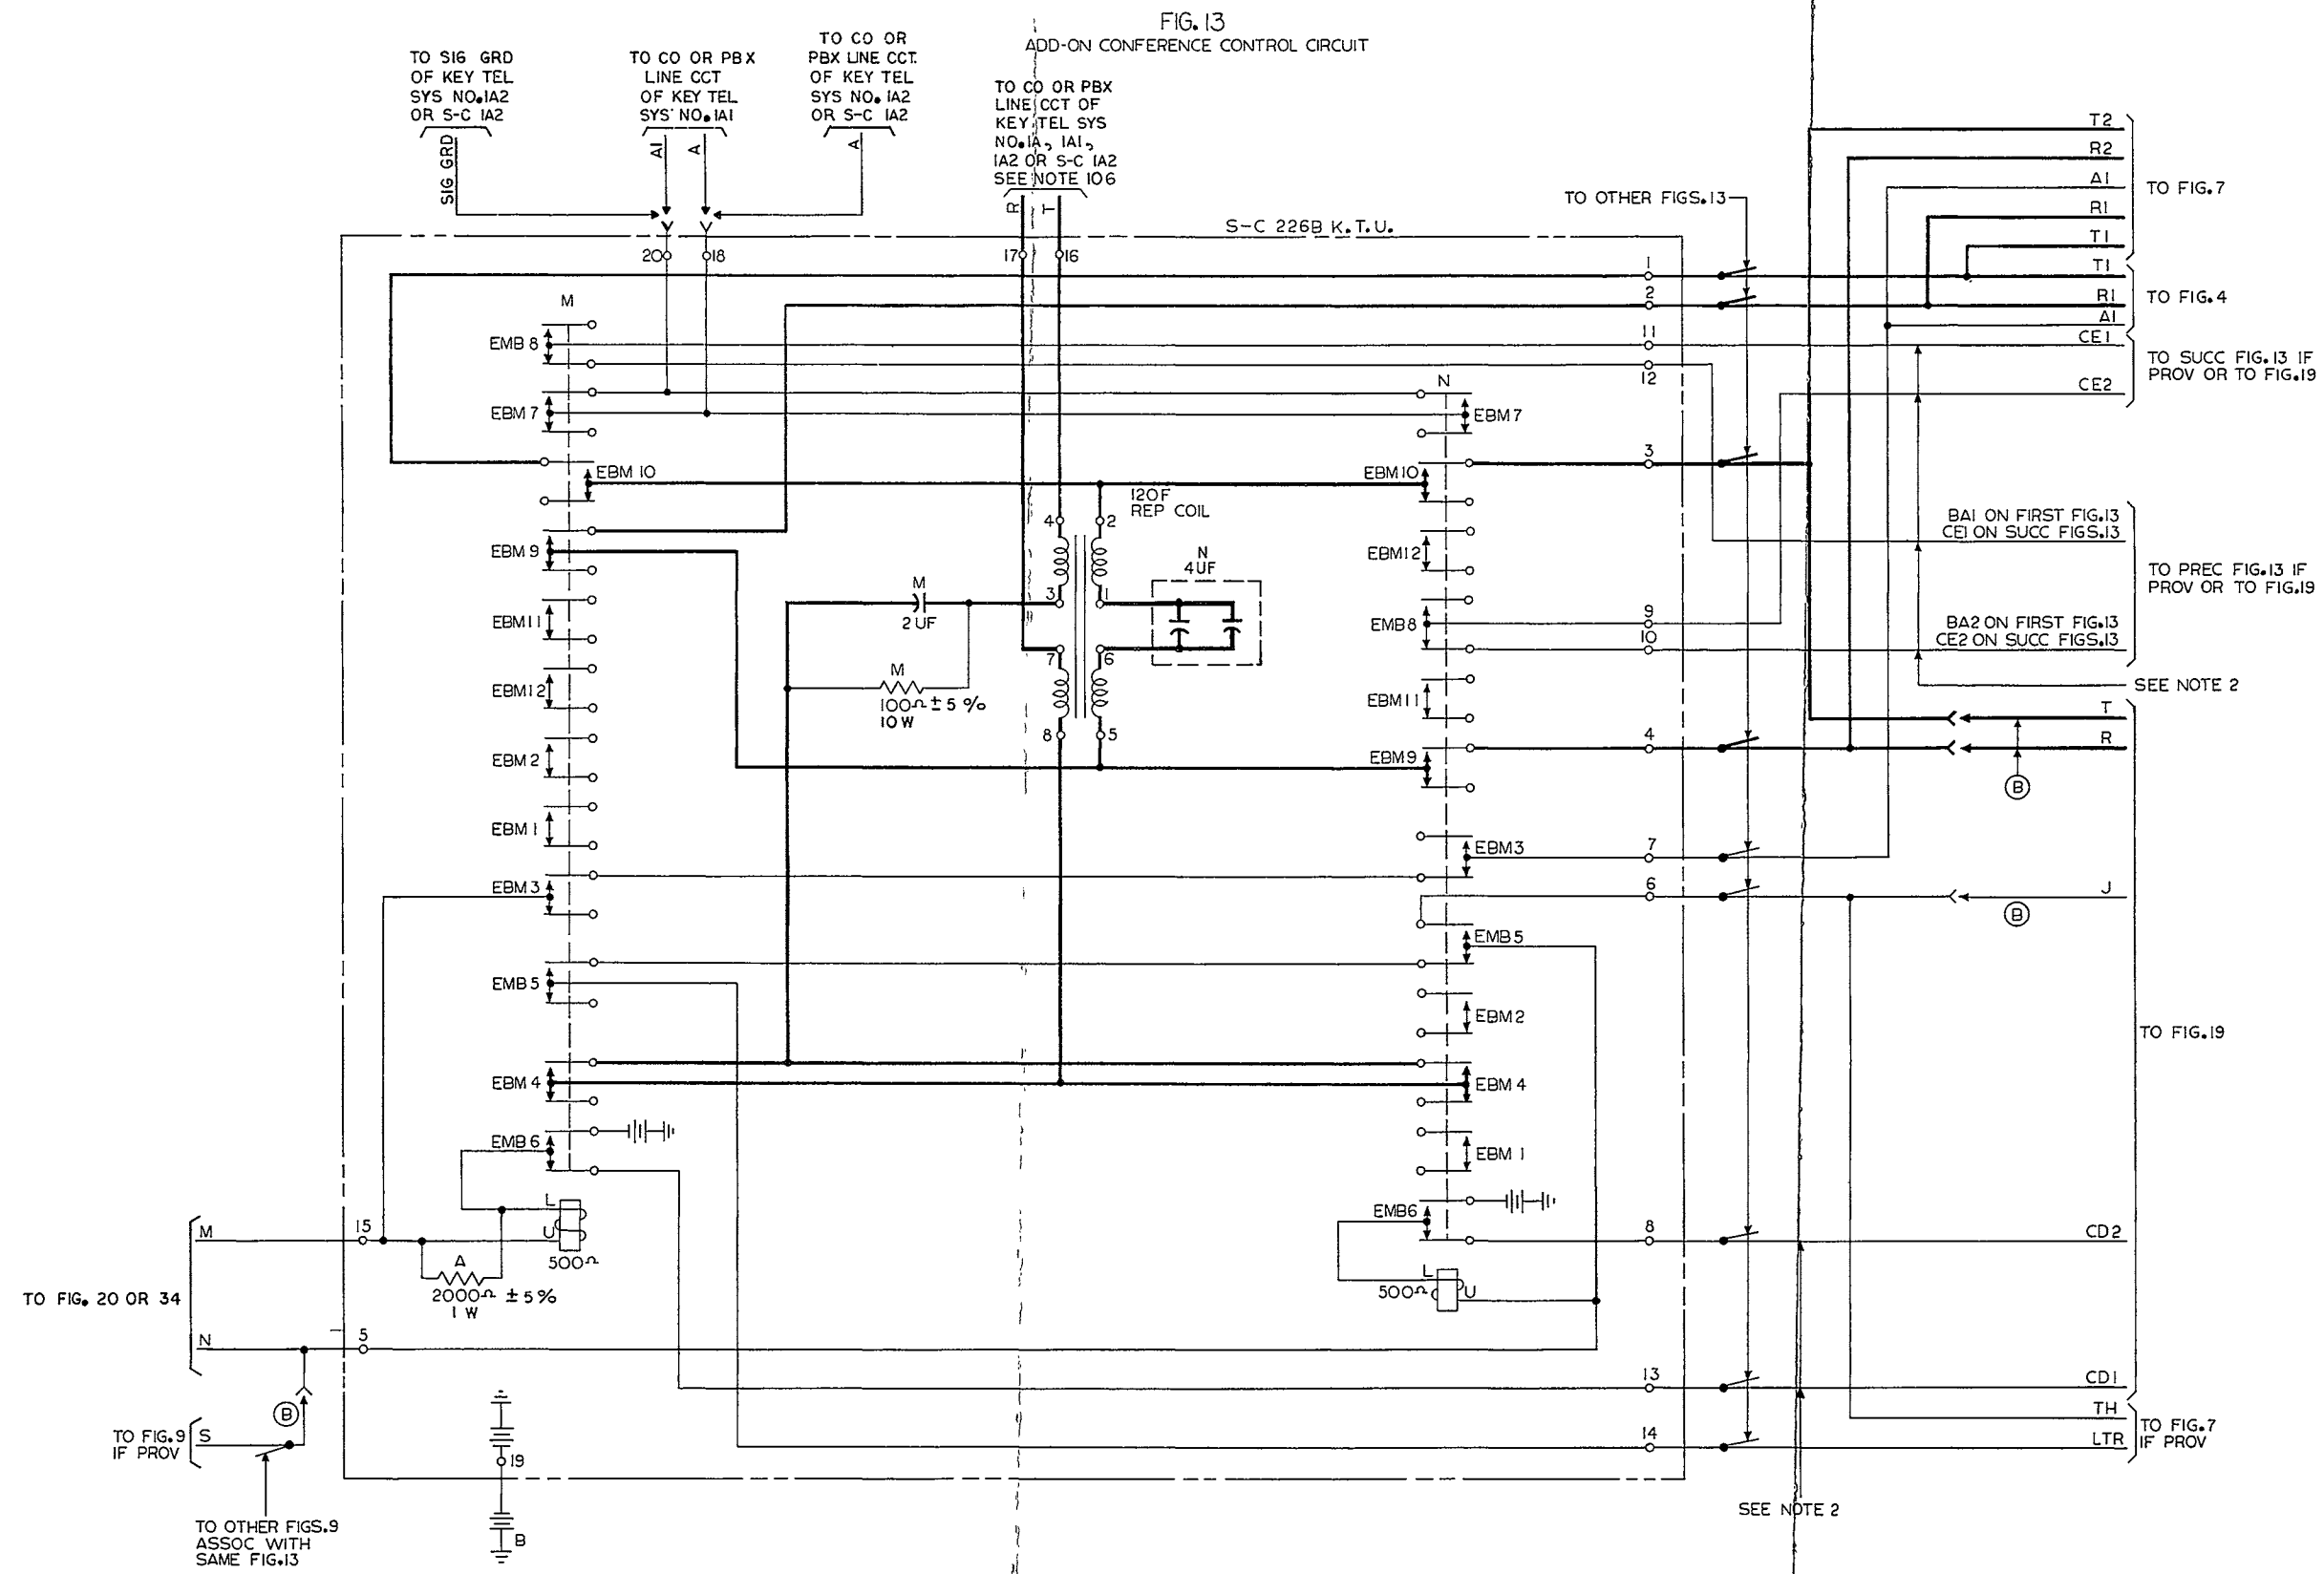 FIG. 13
ADD-ON CONFERENCE CONTROL CIRCUIT
TO SIG GRD
OF KEY TEL
SYS NO. 1A2
OR S-C 1A2
SIG GRD
TO CO OR PBX
LINE CCT
OF KEY TEL
SYS NO. 1A1
A1
A
TO CO OR
PBX LINE CCT.
OF KEY TEL
SYS NO. 1A2
OR S-C 1A2
A
TO CO OR PBX
LINE CCT OF
KEY TEL SYS
NO. 1A, 1A1,
1A2 OR S-C 1A2
SEE NOTE 106
R
T
S-C 226B K.T.U.
TO OTHER FIGS. 13
20
18
17
16
M
EMB 8
EBM 7
EBM 10
EBM 9
EBM 11
EBM 12
EBM 2
EBM 1
EBM 3
EMB 5
EBM 4
EMB 6
L
U
500Ω
A
2000Ω ±5%
1 W
120F
REP COIL
4
2
3
1
7
6
8
5
M
2 UF
M
100Ω ±5%
10 W
N
4UF
N
EBM 7
EBM 10
EBM 12
EMB 8
EBM 11
EBM 9
EBM 3
EMB 5
EBM 2
EBM 4
EBM 1
EMB 6
L
500Ω
U
1
2
11
12
3
9
10
4
7
6
8
13
14
T2
R2
A1
R1
T1
TO FIG. 7
T1
R1
A1
TO FIG. 4
CE1
CE2
TO SUCC FIG. 13 IF
PROV OR TO FIG. 19
BA1 ON FIRST FIG. 13
CE1 ON SUCC FIGS. 13
BA2 ON FIRST FIG. 13
CE2 ON SUCC FIGS. 13
TO PREC FIG. 13 IF
PROV OR TO FIG. 19
SEE NOTE 2
T
R
B
J
B
TO FIG. 19
CD2
CD1
TH
LTR
TO FIG. 7
IF PROV
SEE NOTE 2
M
15
TO FIG. 20 OR 34
N
5
B
TO FIG. 9
IF PROV
S
TO OTHER FIGS. 9
ASSOC WITH
SAME FIG. 13
19
B